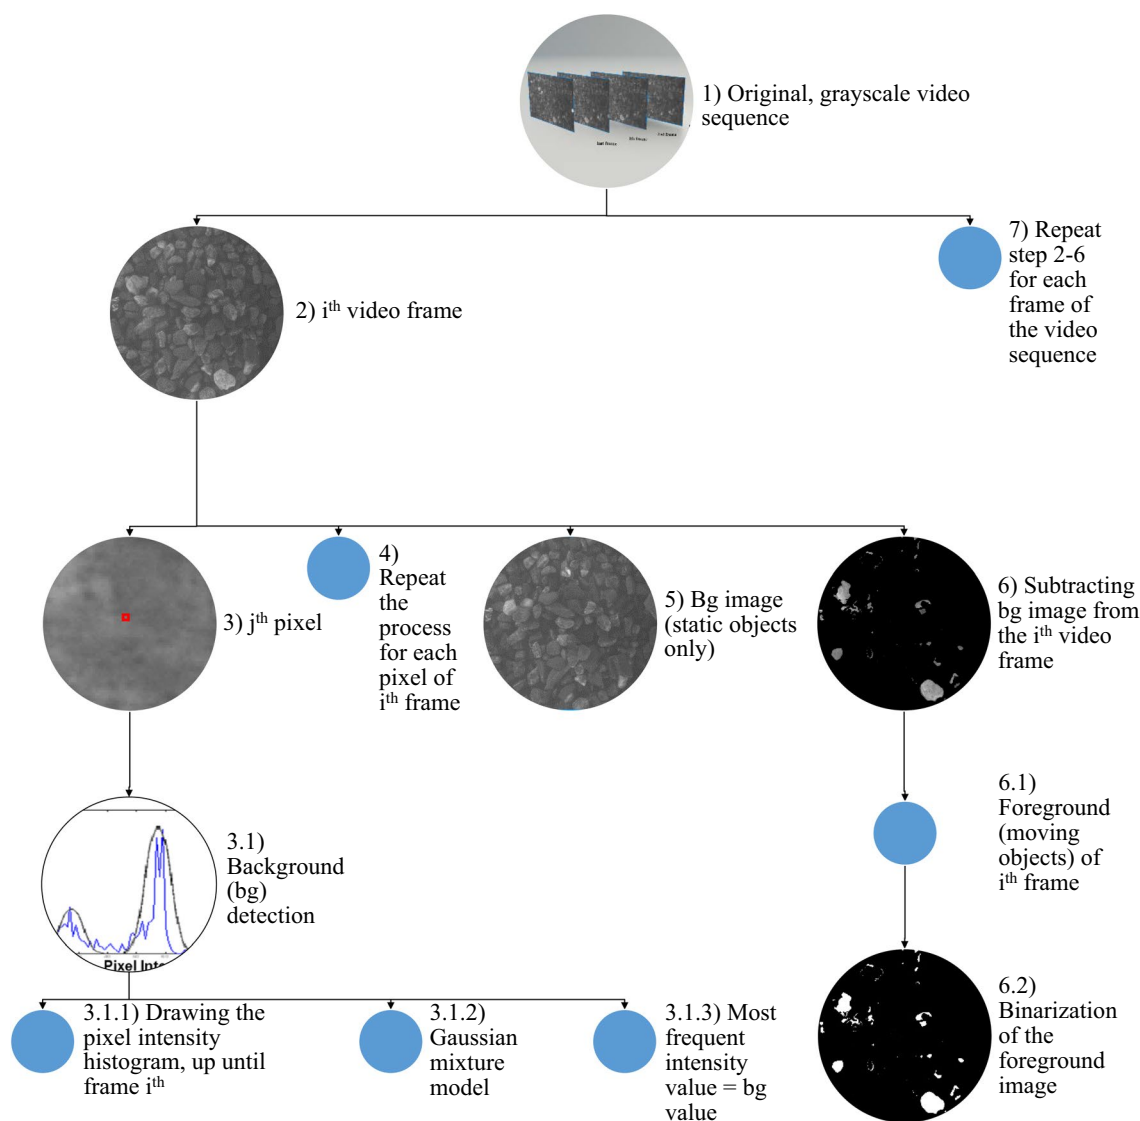 1) Original, grayscale video
sequence
7) Repeat
step 2-6
for each
frame of
the video
sequence
2) iᵗʰ video frame
3) jᵗʰ pixel
4)
Repeat
the
process
for each
pixel of
iᵗʰ frame
5) Bg image
(static objects
only)
6) Subtracting
bg image from
the iᵗʰ video
frame
3.1)
Background
(bg)
detection
6.1)
Foreground
(moving
objects) of
iᵗʰ frame
3.1.1) Drawing the
pixel intensity
histogram, up until
frame iᵗʰ
3.1.2)
Gaussian
mixture
model
3.1.3) Most
frequent
intensity
value = bg
value
6.2)
Binarization
of the
foreground
image